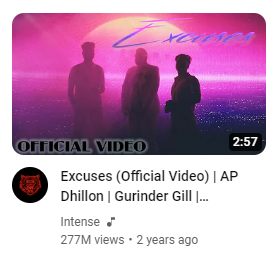 Excuses
OFFICIAL VIDEO
2:57
Excuses (Official Video) | AP
Dhillon | Gurinder Gill |...
Intense
277M views • 2 years ago